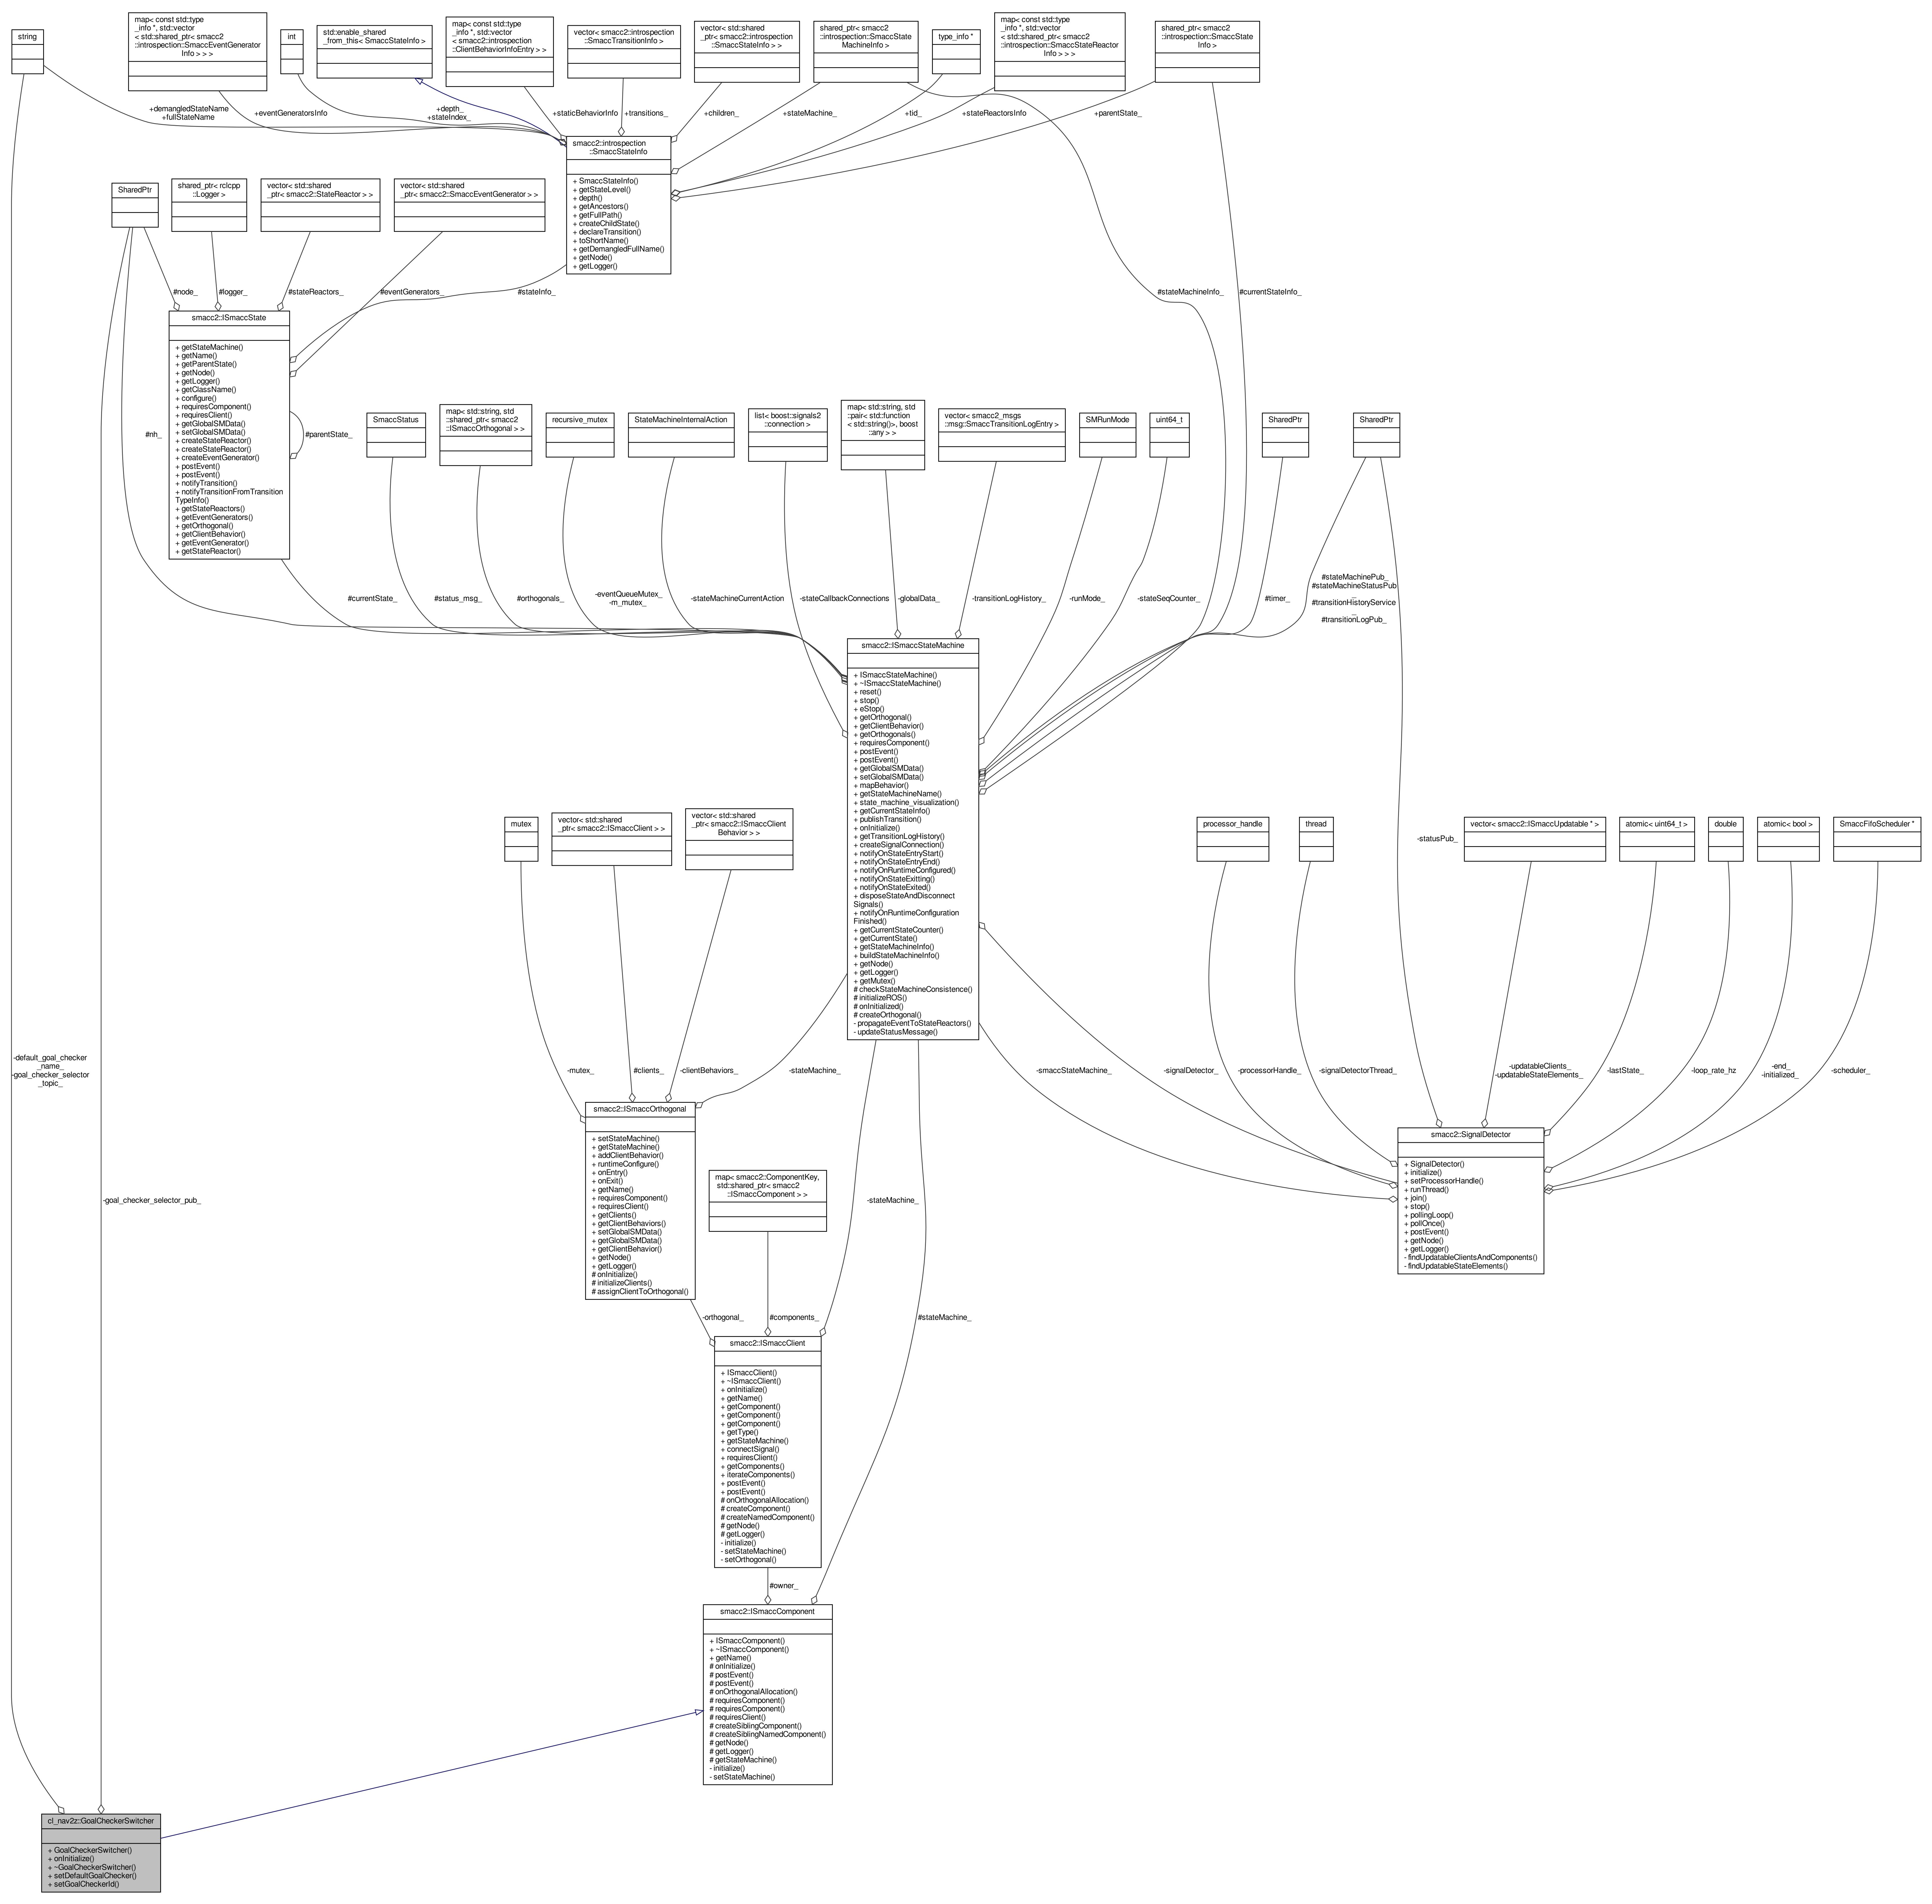 string
map< const std::type
_info *, std::vector
< std::shared_ptr< smacc2
::introspection::SmaccEventGenerator
Info > > >
int
std::enable_shared
_from_this< SmaccStateInfo >
map< const std::type
_info *, std::vector
< smacc2::introspection
::ClientBehaviorInfoEntry > >
vector< smacc2::introspection
::SmaccTransitionInfo >
vector< std::shared
_ptr< smacc2::introspection
::SmaccStateInfo > >
shared_ptr< smacc2
::introspection::SmaccState
MachineInfo >
type_info *
map< const std::type
_info *, std::vector
< std::shared_ptr< smacc2
::introspection::SmaccStateReactor
Info > > >
shared_ptr< smacc2
::introspection::SmaccState
Info >
+demangledStateName
+fullStateName
+eventGeneratorsInfo
+depth_
+stateIndex_
+staticBehaviorInfo
+transitions_
+children_
+stateMachine_
+tid_
+stateReactorsInfo
+parentState_
smacc2::introspection
::SmaccStateInfo
+ SmaccStateInfo()
+ getStateLevel()
+ depth()
+ getAncestors()
+ getFullPath()
+ createChildState()
+ declareTransition()
+ toShortName()
+ getDemangledFullName()
+ getNode()
+ getLogger()
SharedPtr
shared_ptr< rclcpp
::Logger >
vector< std::shared
_ptr< smacc2::StateReactor > >
vector< std::shared
_ptr< smacc2::SmaccEventGenerator > >
#node_
#logger_
#stateReactors_
#eventGenerators_
#stateInfo_
#stateMachineInfo_
#currentStateInfo_
smacc2::ISmaccState
+ getStateMachine()
+ getName()
+ getParentState()
+ getNode()
+ getLogger()
+ getClassName()
+ configure()
+ requiresComponent()
+ requiresClient()
+ getGlobalSMData()
+ setGlobalSMData()
+ createStateReactor()
+ createStateReactor()
+ createEventGenerator()
+ postEvent()
+ postEvent()
+ notifyTransition()
+ notifyTransitionFromTransition
TypeInfo()
+ getStateReactors()
+ getEventGenerators()
+ getOrthogonal()
+ getClientBehavior()
+ getEventGenerator()
+ getStateReactor()
#nh_
#parentState_
SmaccStatus
map< std::string, std
::shared_ptr< smacc2
::ISmaccOrthogonal > >
recursive_mutex
StateMachineInternalAction
list< boost::signals2
::connection >
map< std::string, std
::pair< std::function
< std::string()>, boost
::any > >
vector< smacc2_msgs
::msg::SmaccTransitionLogEntry >
SMRunMode
uint64_t
SharedPtr
SharedPtr
#currentState_
#status_msg_
#orthogonals_
-eventQueueMutex_
-m_mutex_
-stateMachineCurrentAction
-stateCallbackConnections
-globalData_
-transitionLogHistory_
-runMode_
-stateSeqCounter_
#timer_
#stateMachinePub_
#stateMachineStatusPub
_
#transitionHistoryService
_
#transitionLogPub_
smacc2::ISmaccStateMachine
+ ISmaccStateMachine()
+ ~ISmaccStateMachine()
+ reset()
+ stop()
+ eStop()
+ getOrthogonal()
+ getClientBehavior()
+ getOrthogonals()
+ requiresComponent()
+ postEvent()
+ postEvent()
+ getGlobalSMData()
+ setGlobalSMData()
+ mapBehavior()
+ getStateMachineName()
+ state_machine_visualization()
+ getCurrentStateInfo()
+ publishTransition()
+ onInitialize()
+ getTransitionLogHistory()
+ createSignalConnection()
+ notifyOnStateEntryStart()
+ notifyOnStateEntryEnd()
+ notifyOnRuntimeConfigured()
+ notifyOnStateExitting()
+ notifyOnStateExited()
+ disposeStateAndDisconnect
Signals()
+ notifyOnRuntimeConfiguration
Finished()
+ getCurrentStateCounter()
+ getCurrentState()
+ getStateMachineInfo()
+ buildStateMachineInfo()
+ getNode()
+ getLogger()
+ getMutex()
# checkStateMachineConsistence()
# initializeROS()
# onInitialized()
# createOrthogonal()
- propagateEventToStateReactors()
- updateStatusMessage()
mutex
vector< std::shared
_ptr< smacc2::ISmaccClient > >
vector< std::shared
_ptr< smacc2::ISmaccClient
Behavior > >
processor_handle
thread
-statusPub_
vector< smacc2::ISmaccUpdatable * >
atomic< uint64_t >
double
atomic< bool >
SmaccFifoScheduler *
-default_goal_checker
_name_
-goal_checker_selector
_topic_
-mutex_
#clients_
-clientBehaviors_
-stateMachine_
-smaccStateMachine_
-signalDetector_
-processorHandle_
-signalDetectorThread_
-updatableClients_
-updatableStateElements_
-lastState_
-loop_rate_hz
-end_
-initialized_
-scheduler_
smacc2::ISmaccOrthogonal
+ setStateMachine()
+ getStateMachine()
+ addClientBehavior()
+ runtimeConfigure()
+ onEntry()
+ onExit()
+ getName()
+ requiresComponent()
+ requiresClient()
+ getClients()
+ getClientBehaviors()
+ setGlobalSMData()
+ getGlobalSMData()
+ getClientBehavior()
+ getNode()
+ getLogger()
# onInitialize()
# initializeClients()
# assignClientToOrthogonal()
smacc2::SignalDetector
+ SignalDetector()
+ initialize()
+ setProcessorHandle()
+ runThread()
+ join()
+ stop()
+ pollingLoop()
+ pollOnce()
+ postEvent()
+ getNode()
+ getLogger()
- findUpdatableClientsAndComponents()
- findUpdatableStateElements()
map< smacc2::ComponentKey,
std::shared_ptr< smacc2
::ISmaccComponent > >
-goal_checker_selector_pub_
-stateMachine_
-orthogonal_
#components_
#stateMachine_
smacc2::ISmaccClient
+ ISmaccClient()
+ ~ISmaccClient()
+ onInitialize()
+ getName()
+ getComponent()
+ getComponent()
+ getComponent()
+ getType()
+ getStateMachine()
+ connectSignal()
+ requiresClient()
+ getComponents()
+ iterateComponents()
+ postEvent()
+ postEvent()
# onOrthogonalAllocation()
# createComponent()
# createNamedComponent()
# getNode()
# getLogger()
- initialize()
- setStateMachine()
- setOrthogonal()
#owner_
smacc2::ISmaccComponent
+ ISmaccComponent()
+ ~ISmaccComponent()
+ getName()
# onInitialize()
# postEvent()
# postEvent()
# onOrthogonalAllocation()
# requiresComponent()
# requiresComponent()
# requiresClient()
# createSiblingComponent()
# createSiblingNamedComponent()
# getNode()
# getLogger()
# getStateMachine()
- initialize()
- setStateMachine()
cl_nav2z::GoalCheckerSwitcher
+ GoalCheckerSwitcher()
+ onInitialize()
+ ~GoalCheckerSwitcher()
+ setDefaultGoalChecker()
+ setGoalCheckerId()